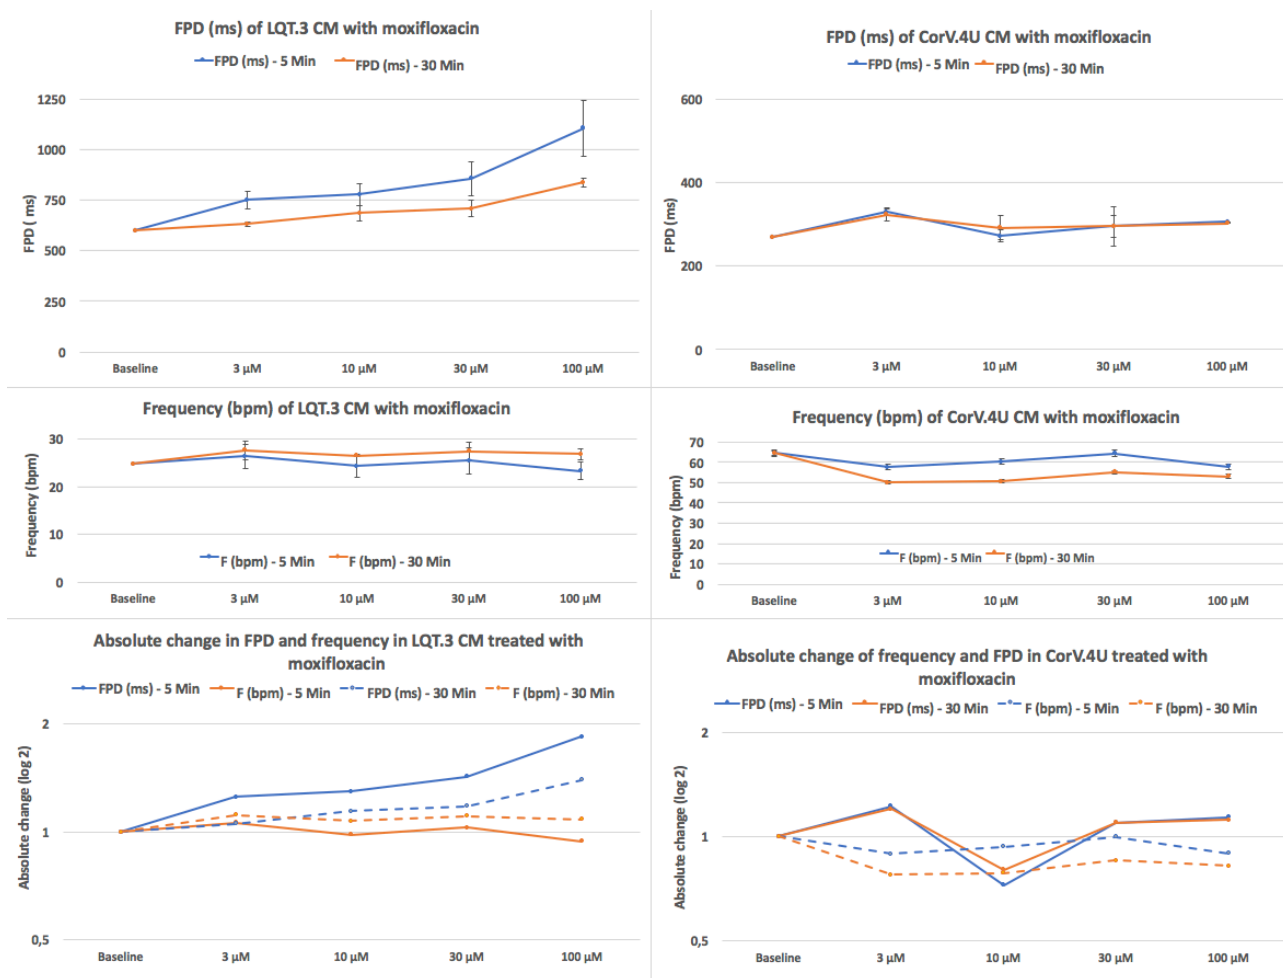 FPD (ms) of LQT.3 CM with moxifloxacin
FPD (ms) - 5 Min FPD (ms) - 30 Min
FPD ( ms)
1250
1000
750
500
250
0
Baseline 3 µM 10 µM 30 µM 100 µM
FPD (ms) of CorV.4U CM with moxifloxacin
FPD (ms) - 5 Min FPD (ms) - 30 Min
FPD (ms)
600
400
200
0
Baseline 3 µM 10 µM 30 µM 100 µM
Frequency (bpm) of LQT.3 CM with moxifloxacin
Frequency (bpm)
30
20
10
0
F (bpm) - 5 Min F (bpm) - 30 Min
Baseline 3 µM 10 µM 30 µM 100 µM
Frequency (bpm) of CorV.4U CM with moxifloxacin
Frequency (bpm)
70
60
50
40
30
20
10
0
F (bpm) - 5 Min F (bpm) - 30 Min
Baseline 3 µM 10 µM 30 µM 100 µM
Absolute change in FPD and frequency in LQT.3 CM treated with
moxifloxacin
FPD (ms) - 5 Min F (bpm) - 5 Min FPD (ms) - 30 Min F (bpm) - 30 Min
Absolute change (log 2)
2
1
0,5
Baseline 3 µM 10 µM 30 µM 100 µM
Absolute change of frequency and FPD in CorV.4U treated with
moxifloxacin
FPD (ms) - 5 Min FPD (ms) - 30 Min F (bpm) - 5 Min F (bpm) - 30 Min
Absolute change (log 2)
2
1
0,5
Baseline 3 µM 10 µM 30 µM 100 µM